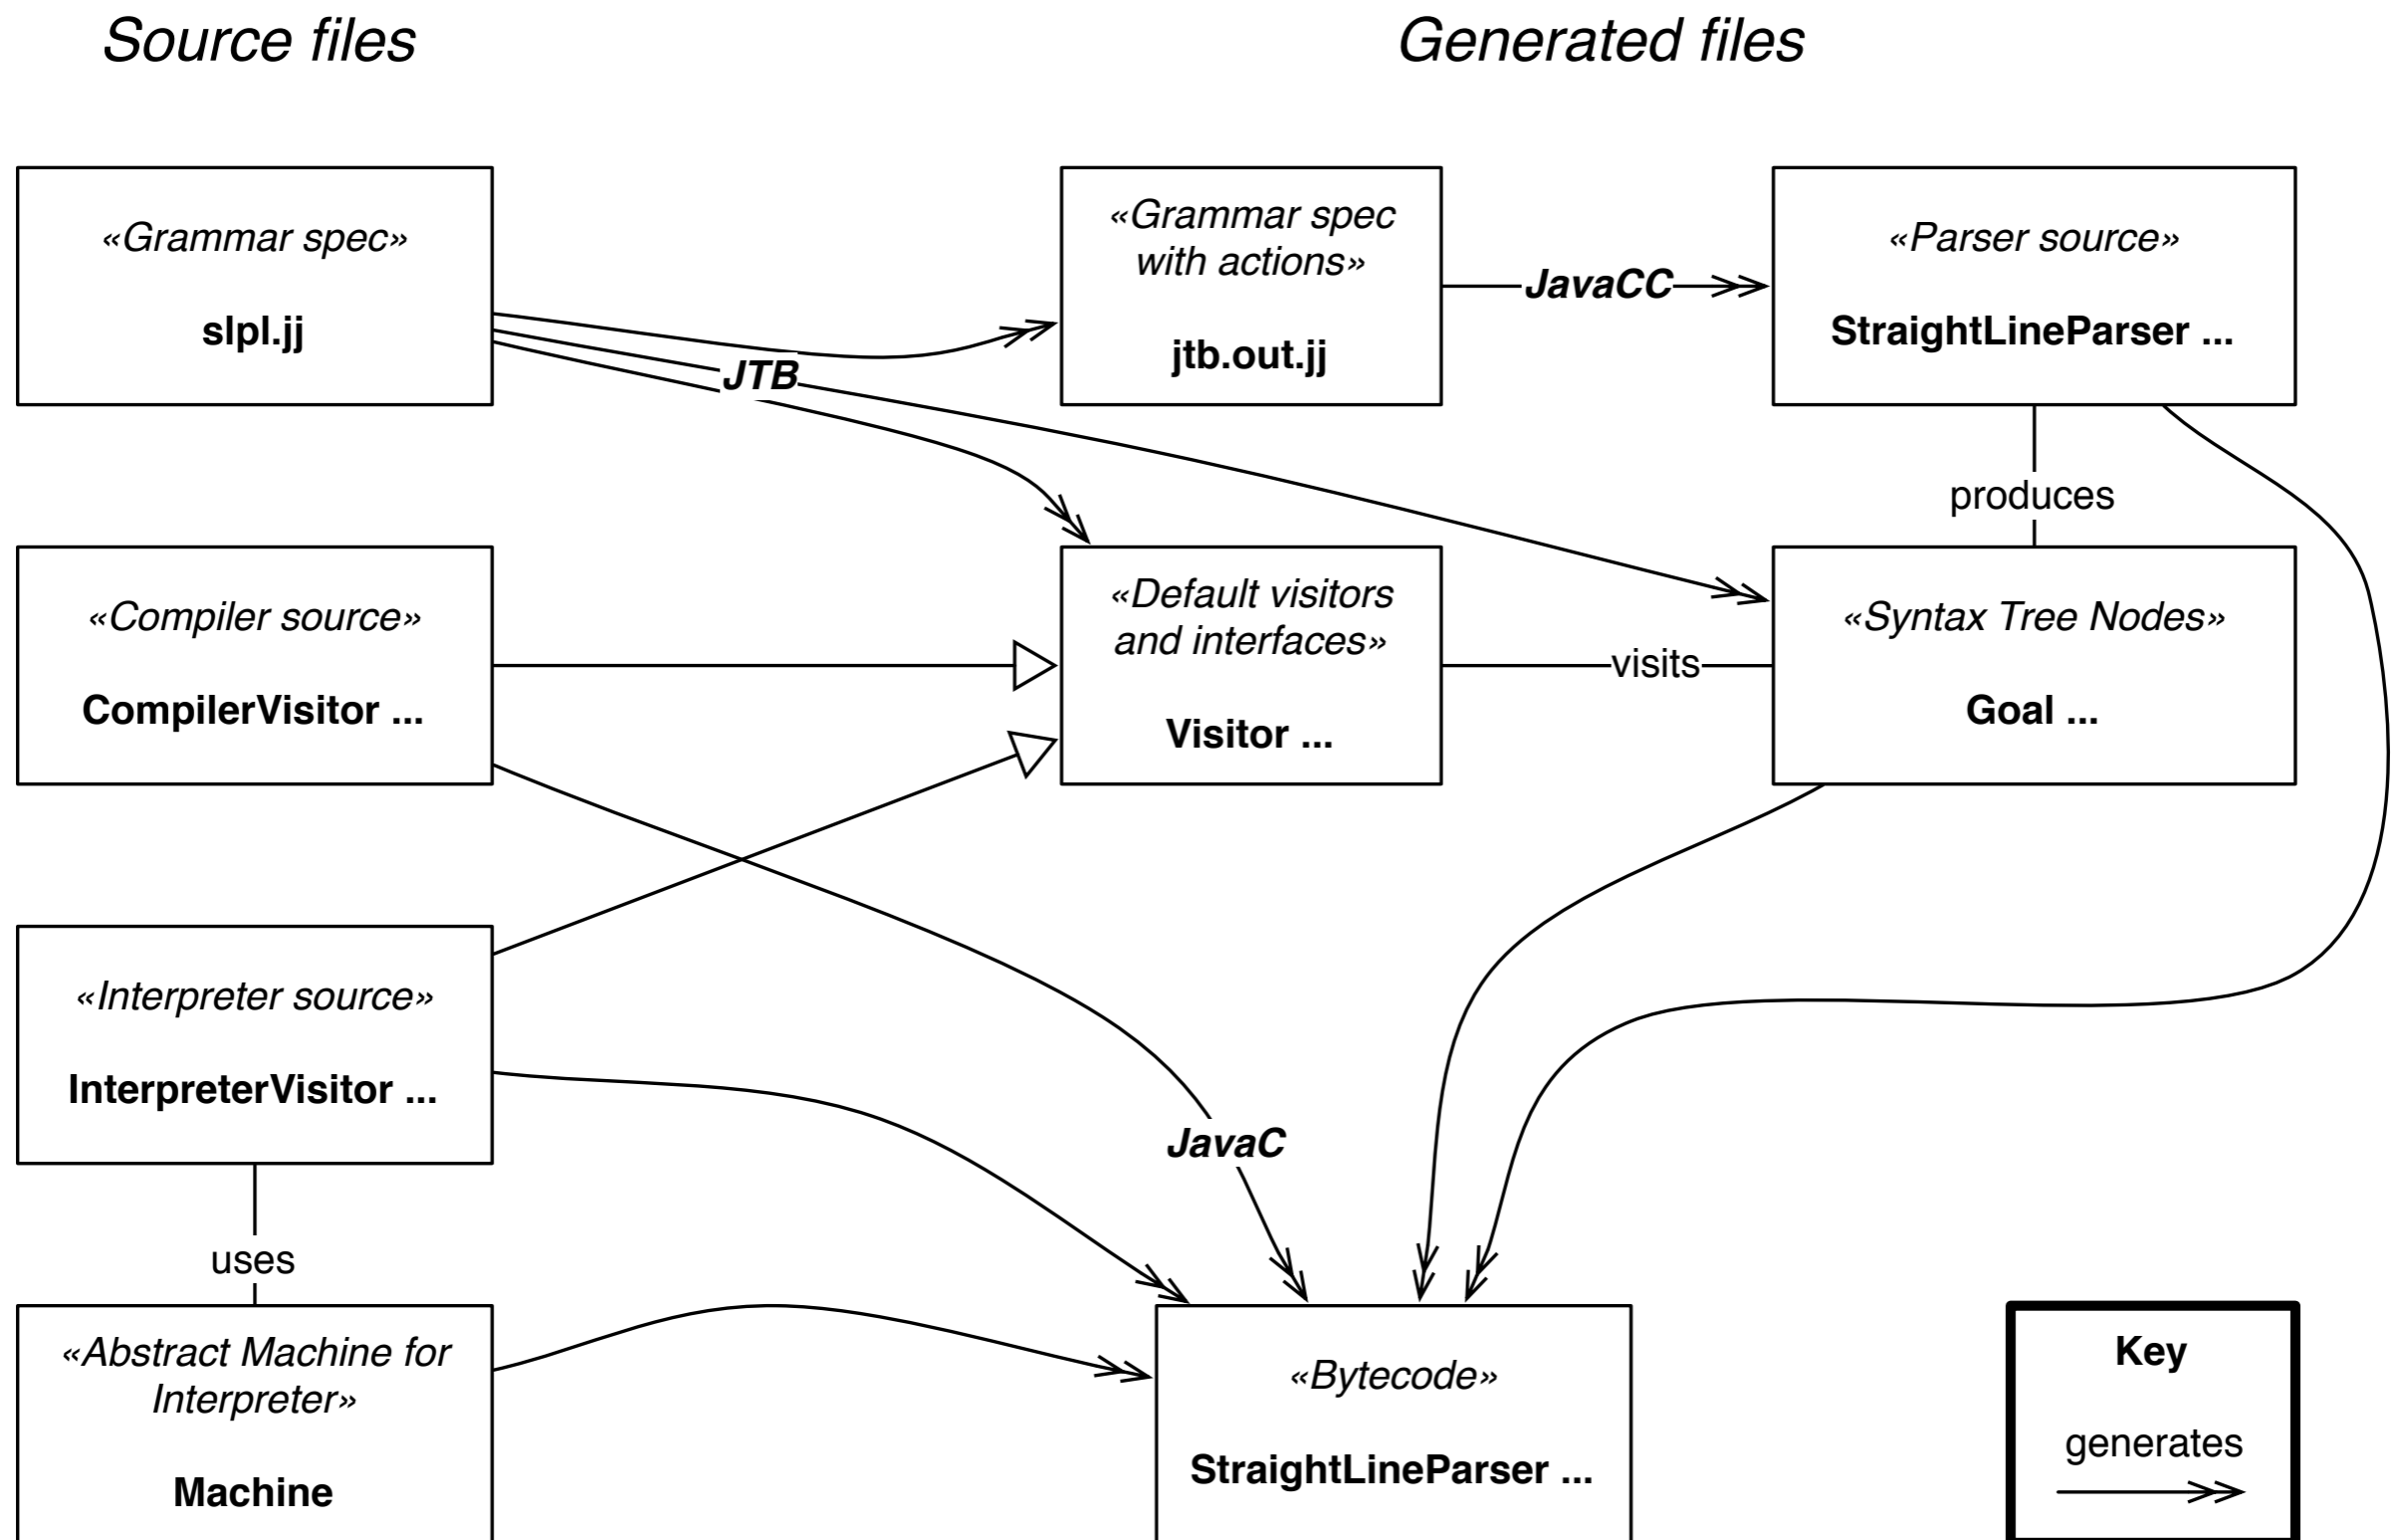 Source files
Generated files
«Grammar spec»
slpl.jj
«Grammar spec
with actions»
jtb.out.jj
JavaCC
«Parser source»
StraightLineParser ...
JTB
produces
«Compiler source»
CompilerVisitor ...
«Default visitors
and interfaces»
Visitor ...
visits
«Syntax Tree Nodes»
Goal ...
«Interpreter source»
InterpreterVisitor ...
JavaC
uses
«Abstract Machine for
Interpreter»
Machine
«Bytecode»
StraightLineParser ...
Key
generates